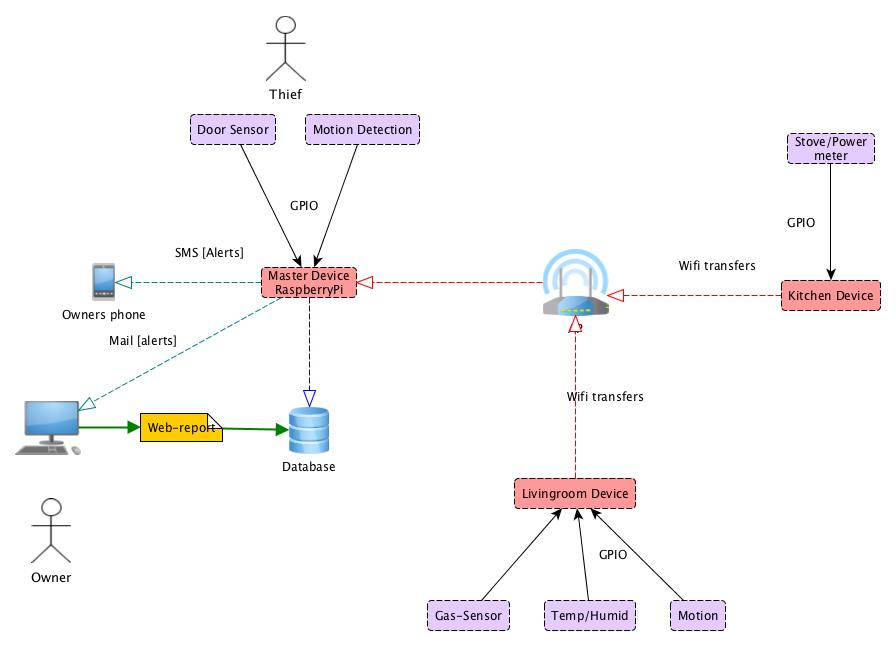 Thief
Door Sensor
Motion Detection
Stove/Power
meter
GPIO
GPIO
SMS [Alerts]
Wifi transfers
Master Device
RaspberryPi
Kitchen Device
Owners phone
Mail [alerts]
Wifi transfers
Web-report
Database
Livingroom Device
GPIO
Owner
Gas-Sensor
Temp/Humid
Motion